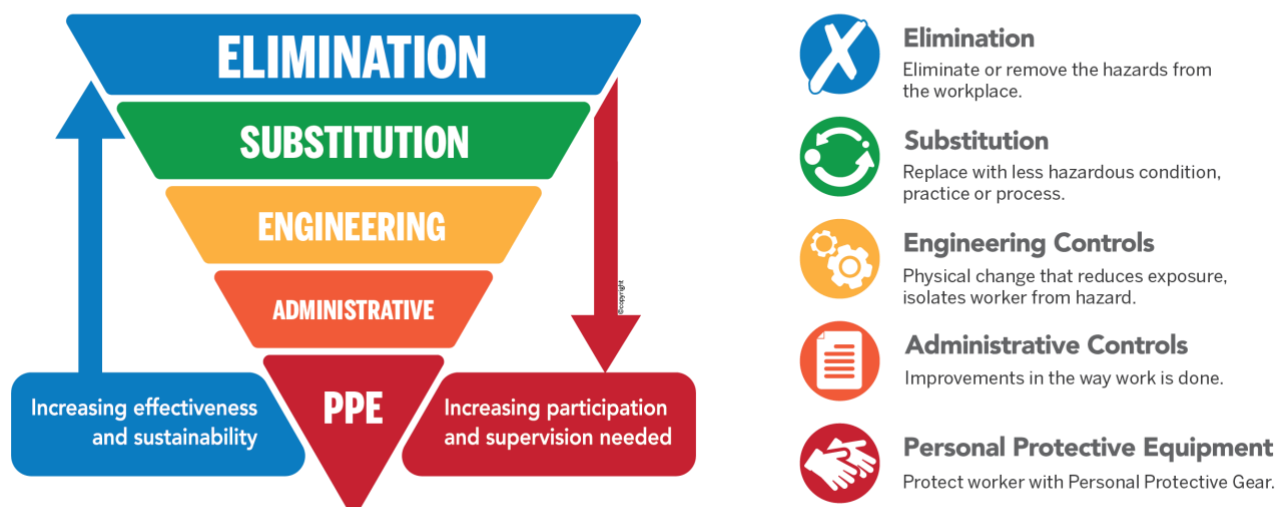 ELIMINATION
SUBSTITUTION
ENGINEERING
ADMINISTRATIVE
PPE
Increasing effectiveness
and sustainability
Increasing participation
and supervision needed
©copyright
Elimination
Eliminate or remove the hazards from
the workplace.
Substitution
Replace with less hazardous condition,
practice or process.
Engineering Controls
Physical change that reduces exposure,
isolates worker from hazard.
Administrative Controls
Improvements in the way work is done.
Personal Protective Equipment
Protect worker with Personal Protective Gear.